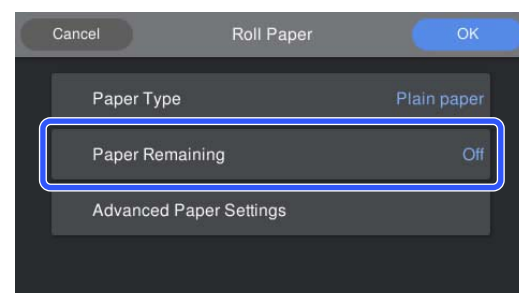 Cancel Roll Paper OK
Paper Type Plain paper
Paper Remaining Off
Advanced Paper Settings